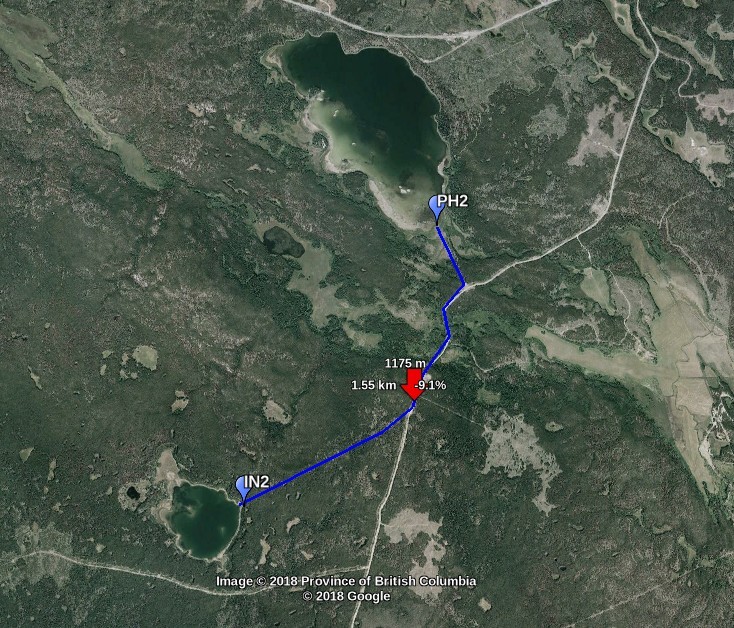 PH2
1175 m
1.55 km
-9.1%
IN2
Image © 2018 Province of British Columbia
© 2018 Google